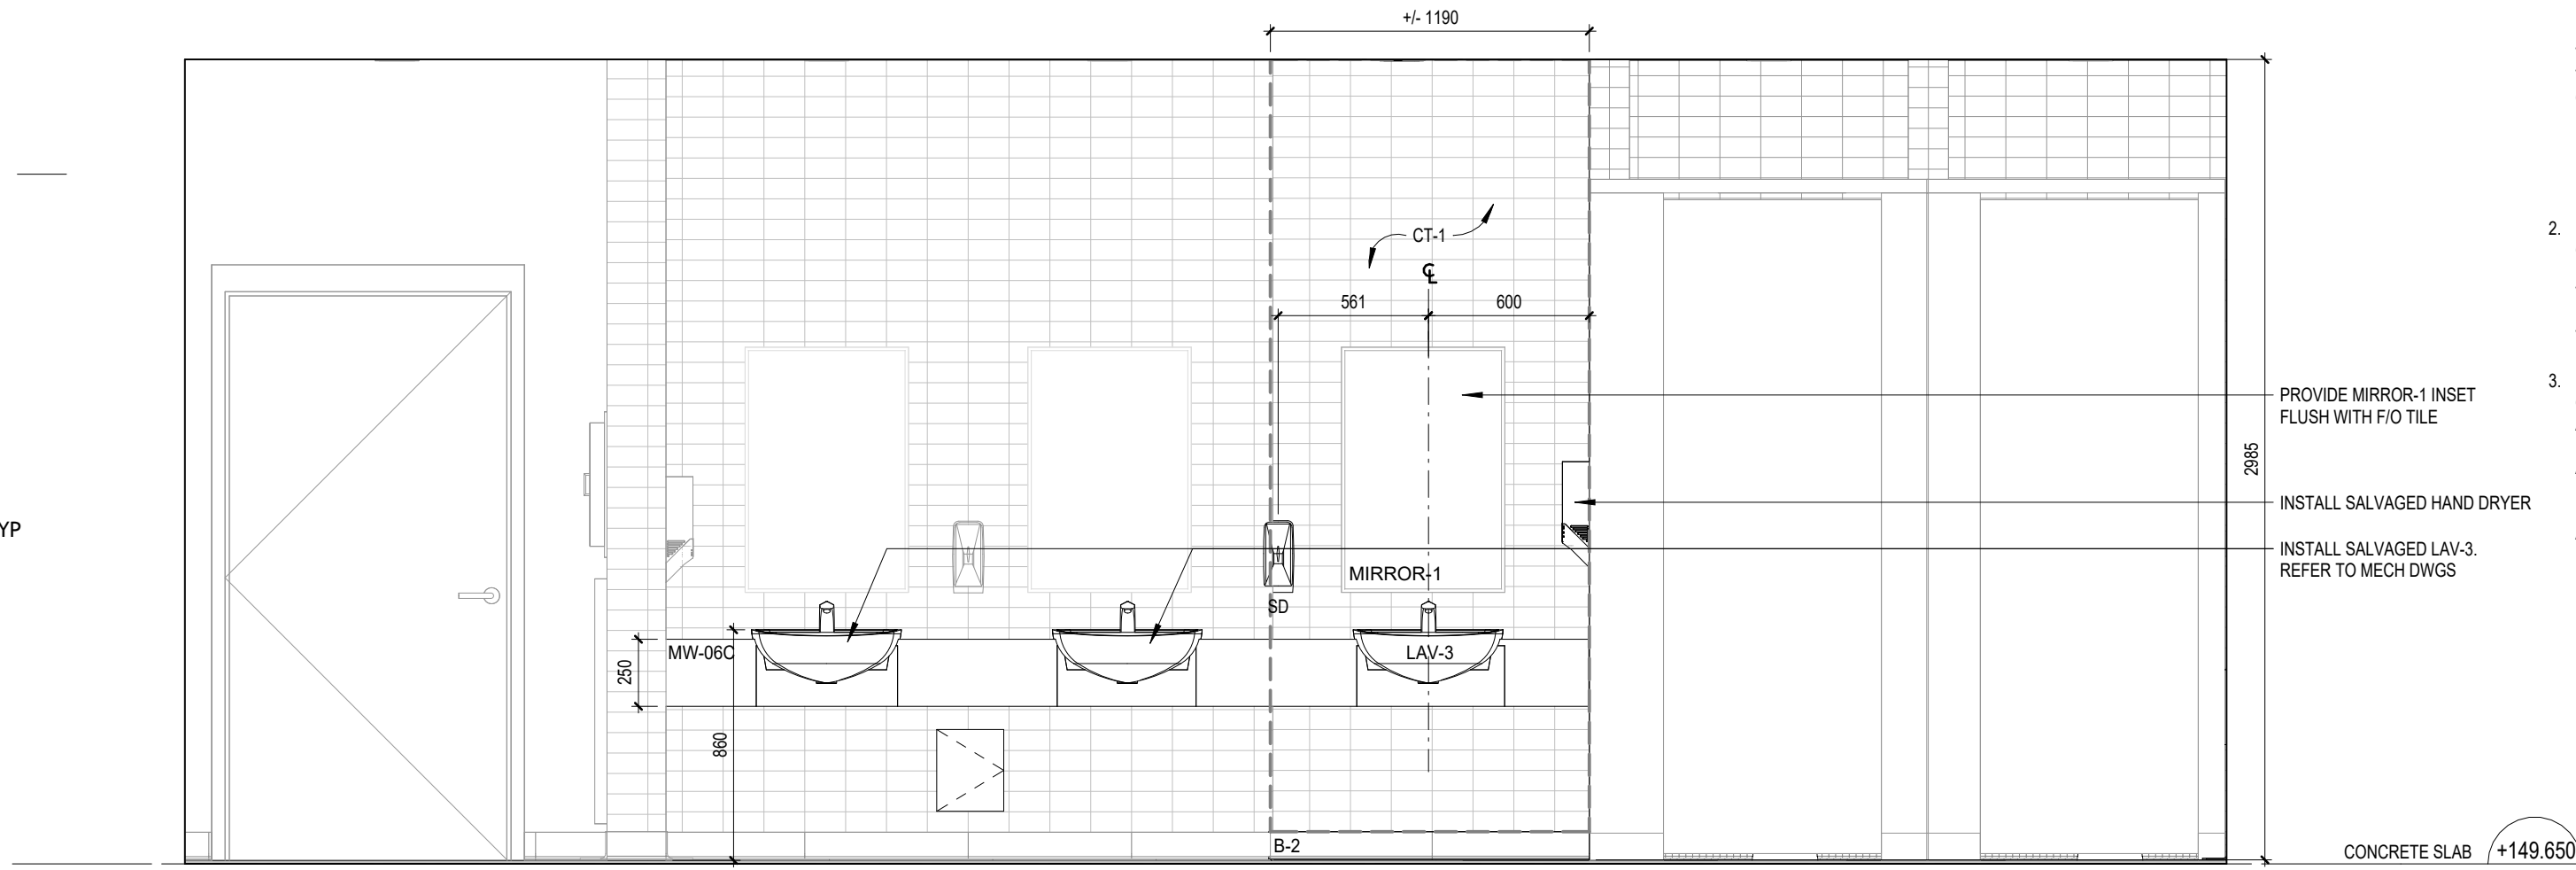 +/- 1190
2.
CT-1
℄
561
600
3.
PROVIDE MIRROR-1 INSET
FLUSH WITH F/O TILE
2985
INSTALL SALVAGED HAND DRYER
YP
INSTALL SALVAGED LAV-3.
REFER TO MECH DWGS
MIRROR-1
SD
MW-06C
LAV-3
250
860
B-2
CONCRETE SLAB
+149.650